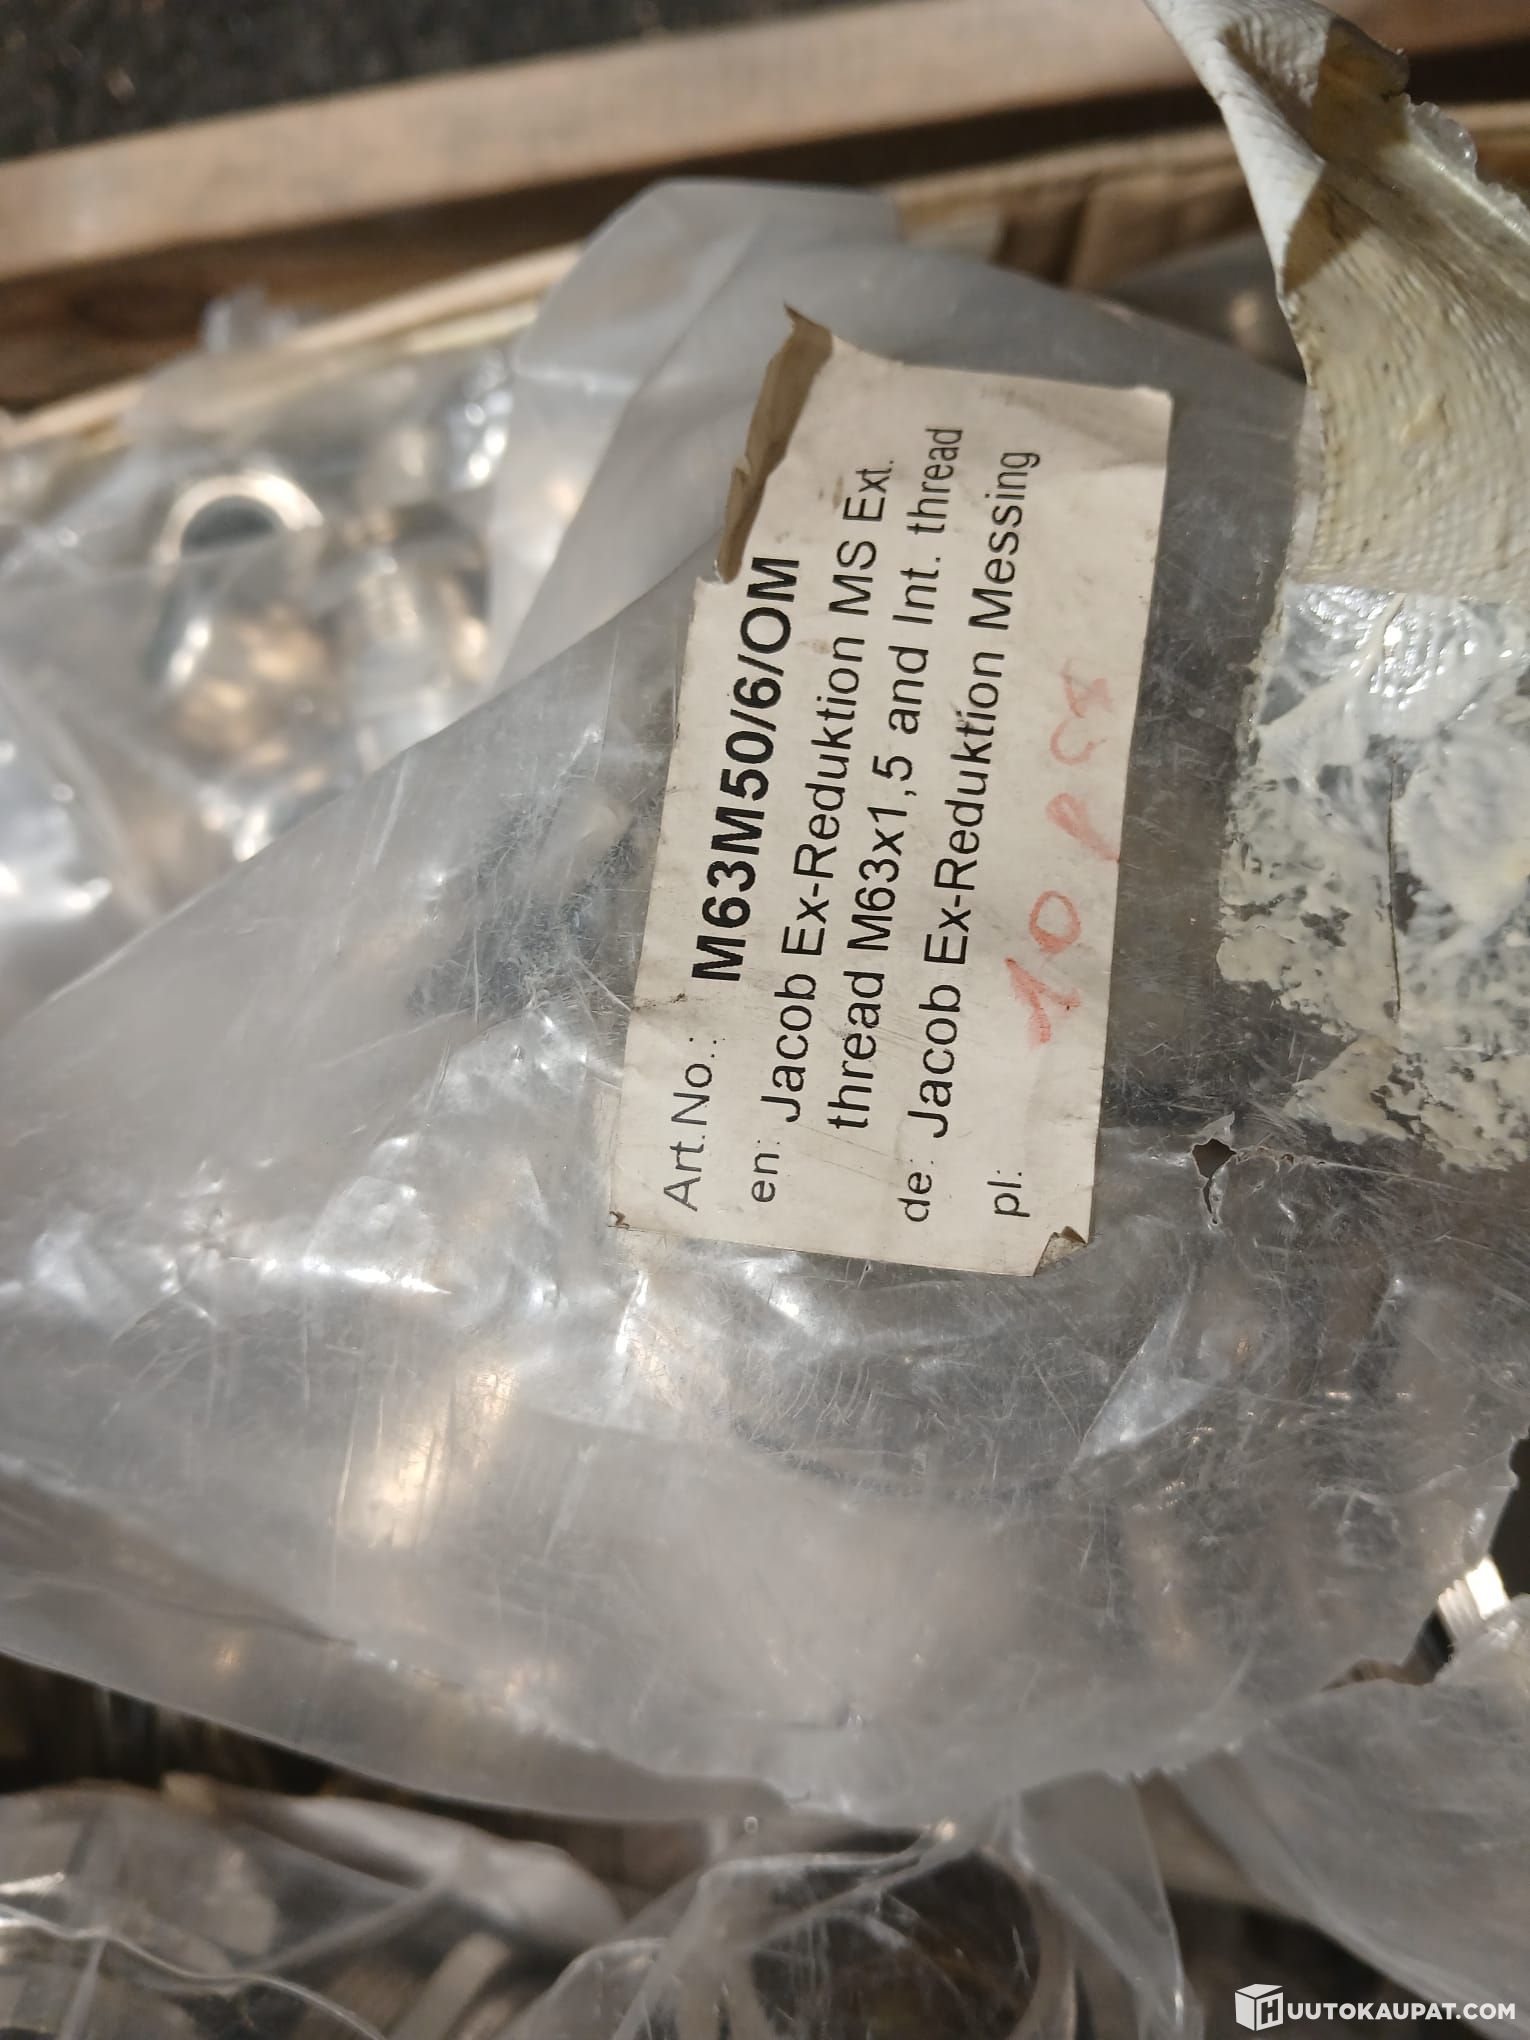 Art.No.: M63M50/6/OM
en: Jacob Ex-Reduktion MS Ext.
thread M63x1,5 and Int. thread
de: Jacob Ex-Reduktion Messing
pl:
10
HUUTOKAUPAT.COM